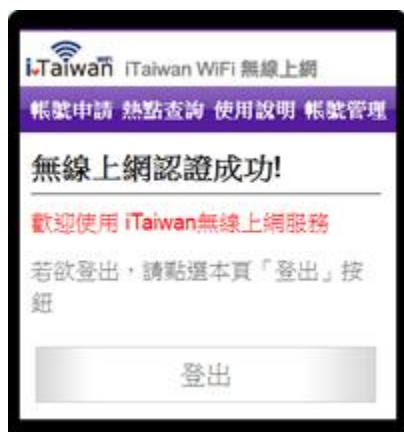 i-Taiwan WiFi iTaiwan WiFi 無線上網
帳號申請 熱點查詢 使用說明 帳號管理
無線上網認證成功!
歡迎使用 iTaiwan無線上網服務
若欲登出，請點選本頁「登出」按
鈕
登出